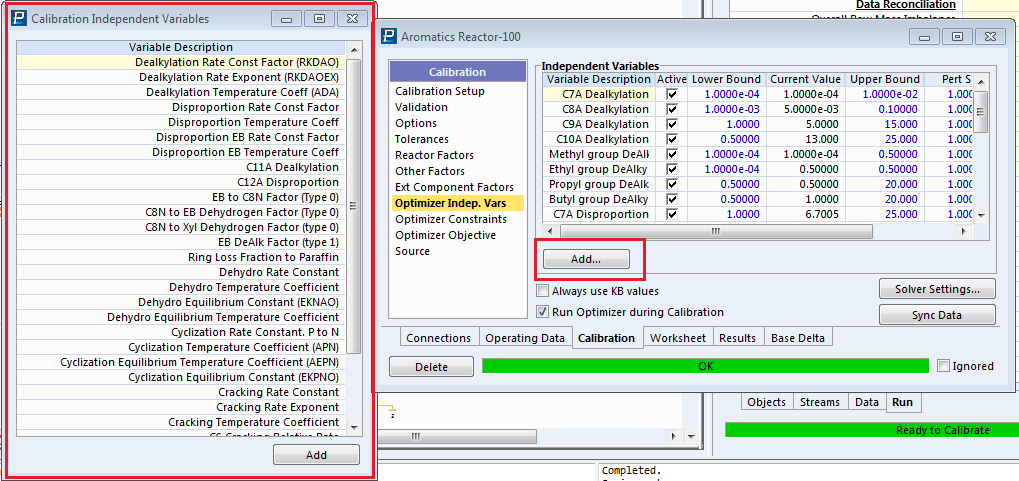 Calibration Independent Variables
Variable Description
Dealkylation Rate Const Factor (RKDAO)
Dealkylation Rate Exponent (RKDAOEX)
Dealkylation Temperature Coeff (ADA)
Disproportion Rate Const Factor
Disproportion Temperature Coeff
Disproportion EB Rate Const Factor
Disproportion EB Temperature Coeff
C11A Dealkylation
C12A Disproportion
EB to C8N Factor (Type 0)
C8N to EB Dehydrogen Factor (Type 0)
C8N to Xyl Dehydrogen Factor (type 0)
EB DeAlk Factor (type 1)
Ring Loss Fraction to Paraffin
Dehydro Rate Constant
Dehydro Temperature Coefficient
Dehydro Equilibrium Constant (EKNAO)
Dehydro Equilibrium Temperature Coefficient
Cyclization Rate Constant. P to N
Cyclization Temperature Coefficient (APN)
Cyclization Equilibrium Temperature Coefficient (AEPN)
Cyclization Equilibrium Constant (EKPNO)
Cracking Rate Constant
Cracking Rate Exponent
Cracking Temperature Coefficient
Add
Data Reconciliation
Aromatics Reactor-100
Calibration
Calibration Setup
Validation
Options
Tolerances
Reactor Factors
Other Factors
Ext Component Factors
Optimizer Indep. Vars
Optimizer Constraints
Optimizer Objective
Source
Independent Variables
Variable Description Active Lower Bound Current Value Upper Bound Pert S
C7A Dealkylation 1.0000e-04 1.0000e-04 1.0000e-02 1.000
C8A Dealkylation 1.0000e-03 5.0000e-03 0.10000 1.000
C9A Dealkylation 1.0000 5.0000 15.000 1.000
C10A Dealkylation 0.50000 13.000 25.000 1.000
Methyl group DeAlk 1.0000e-04 1.0000e-04 0.50000 1.000
Ethyl group DeAlky 1.0000e-04 0.50000 0.50000 1.000
Propyl group DeAlk 0.50000 0.50000 20.000 1.000
Butyl group DeAlky 0.50000 1.0000 20.000 1.000
C7A Disproportion 1.0000 6.7005 25.000 1.000
Add...
Always use KB values
Run Optimizer during Calibration
Solver Settings...
Sync Data
Connections Operating Data Calibration Worksheet Results Base Delta
Delete OK Ignored
Objects Streams Data Run
Ready to Calibrate
Completed.